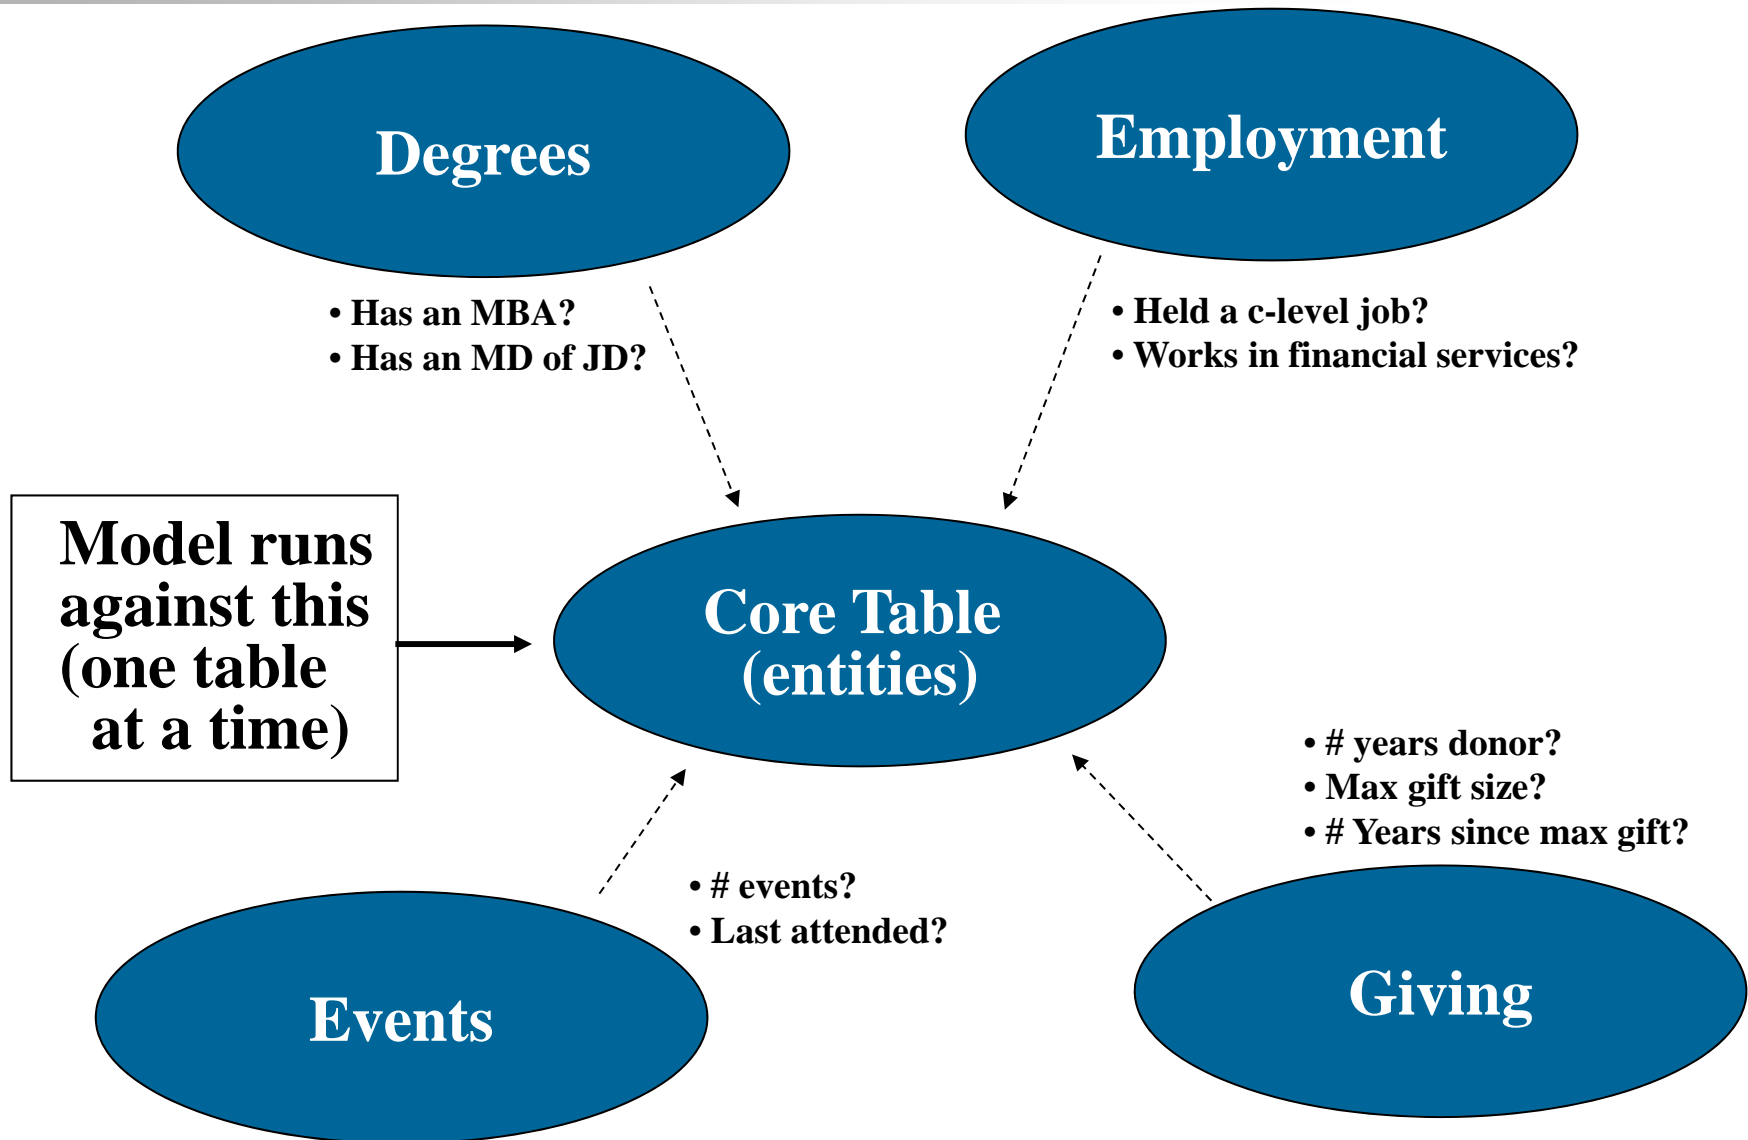 Degrees
Employment
• Has an MBA?
• Has an MD of JD?
• Held a c-level job?
• Works in financial services?
Model runs
against this
(one table
at a time)
Core Table
(entities)
• # years donor?
• Max gift size?
• # Years since max gift?
• # events?
• Last attended?
Events
Giving